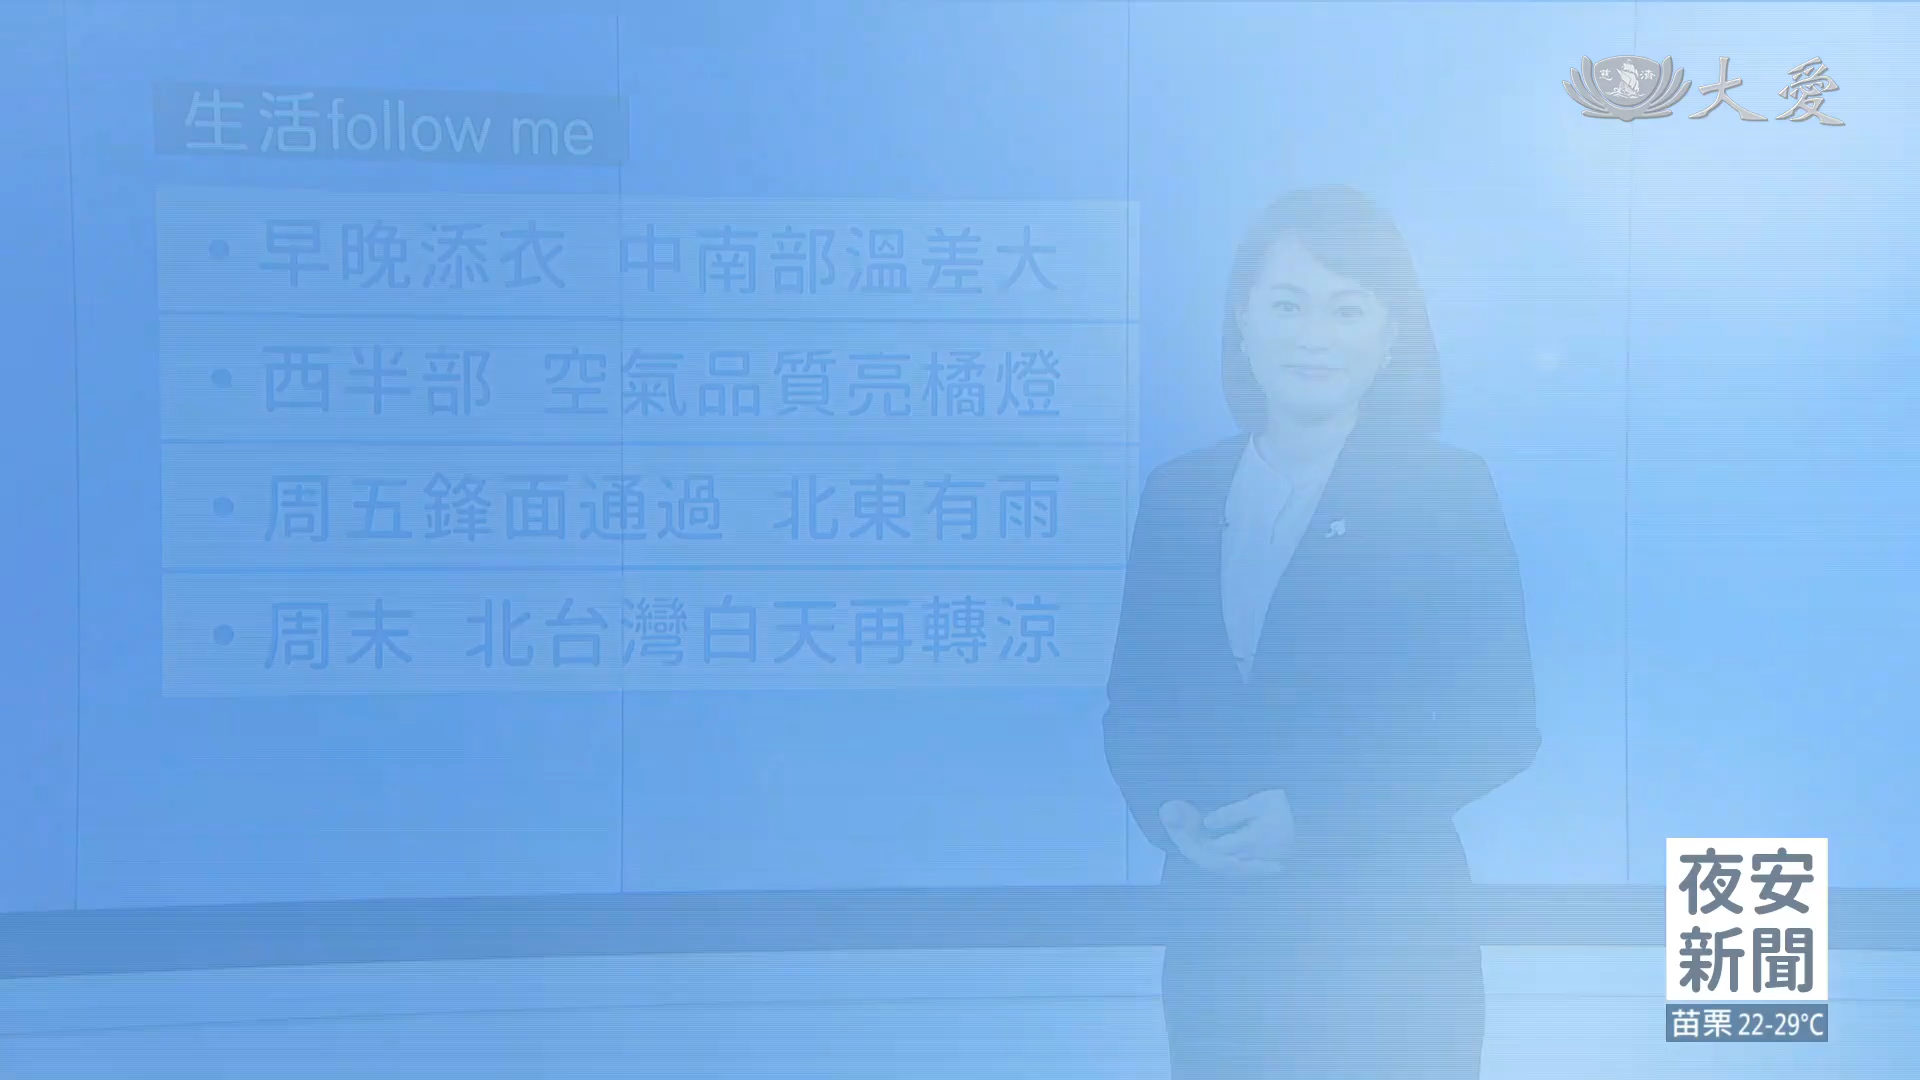 生活follow me
慈濟
大愛
• 早晚添衣 中南部溫差大
• 西半部 空氣品質亮橘燈
• 周五鋒面通過 北東有雨
• 周末 北台灣白天再轉涼
夜安
新聞
苗栗 22-29°C